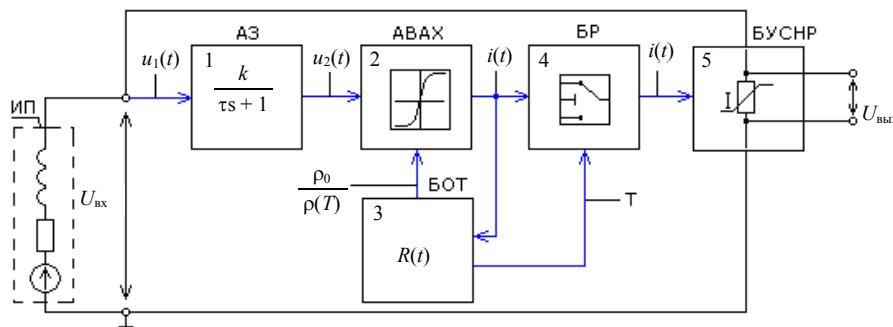 АЗ АВАХ БР БУСНР
1 2 4 5
u₁(t) u₂(t) i(t) i(t)
k
τs + 1
I
ИП
Uвх
Uвых
ρ₀
ρ(T)
БОТ
3
R(t)
T